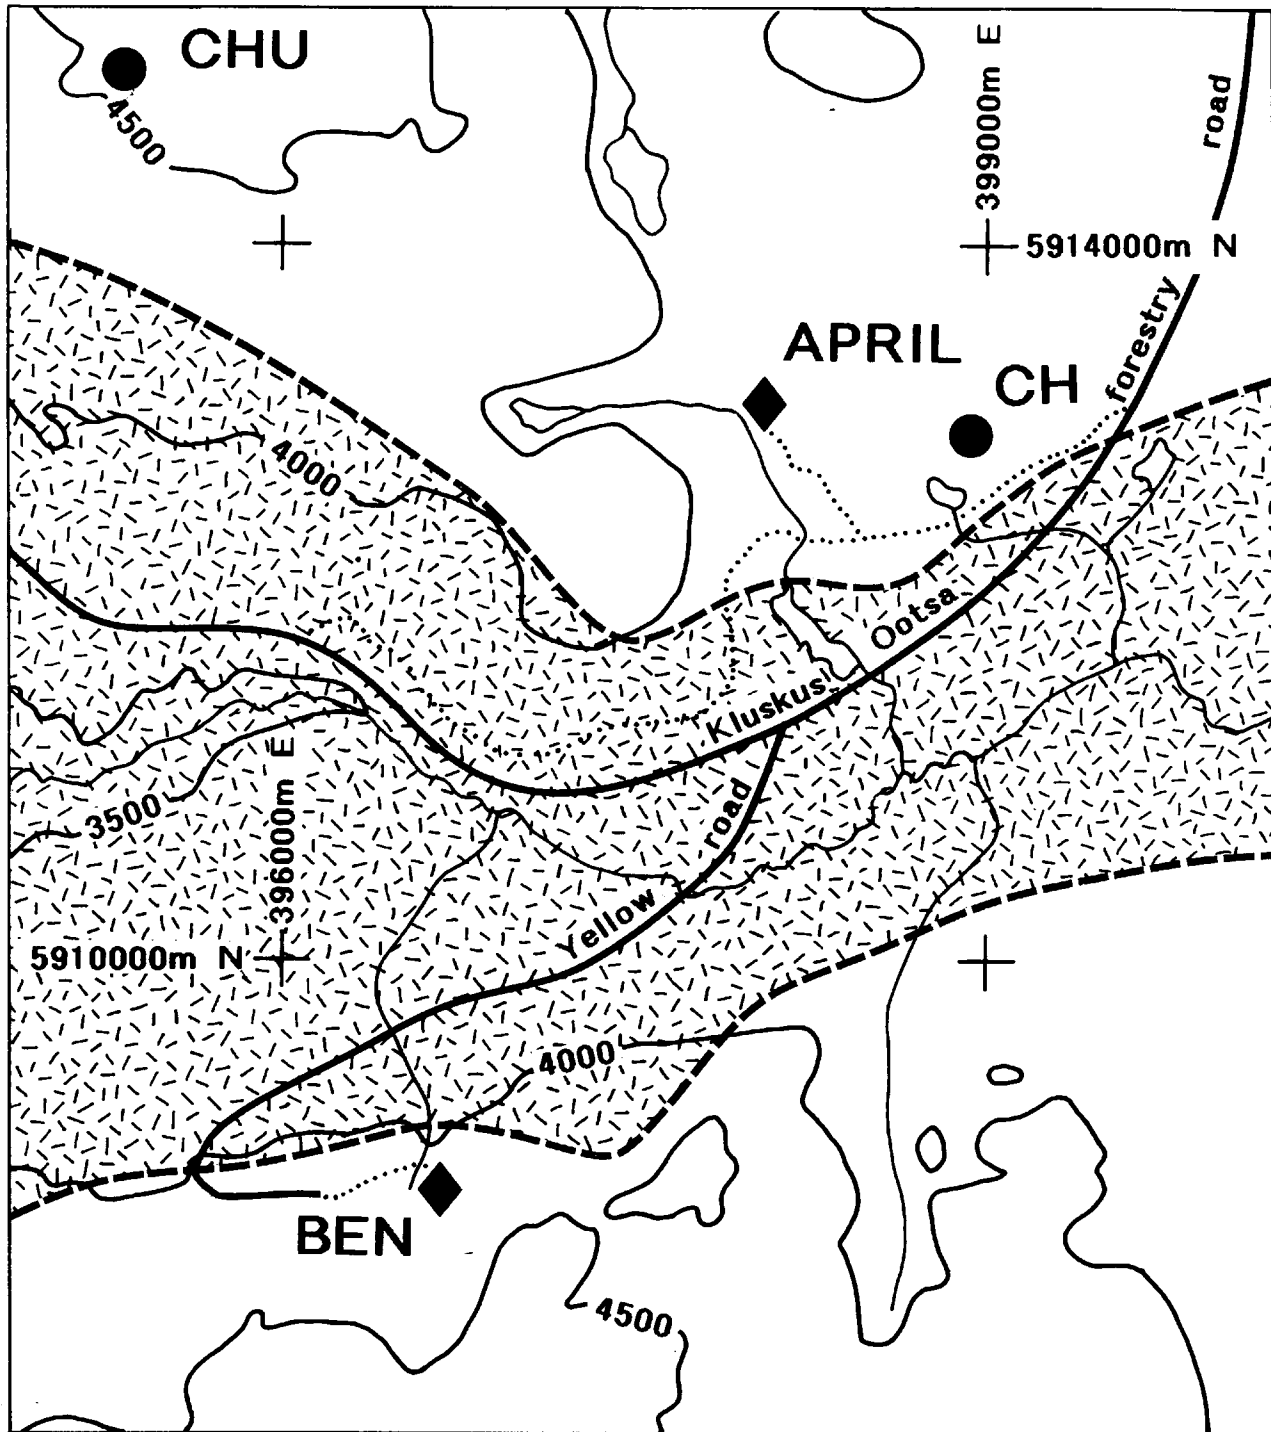 CHU
4500
399000m E
road
5914000m N
forestry
APRIL
CH
4000
Ootsa
Kluskus
3500
396000m E
road
Yellow
5910000m N
4000
BEN
4500